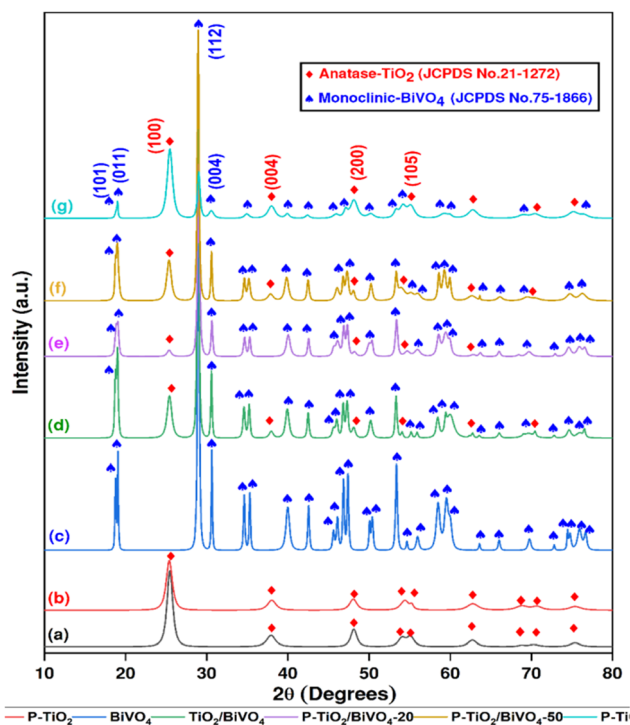 (112)
Anatase-TiO₂ (JCPDS No.21-1272)
Monoclinic-BiVO₄ (JCPDS No.75-1866)
(101)
(011)
(100)
(004)
(004)
(200)
(105)
(g)
(f)
(e)
(d)
(c)
(b)
(a)
Intensity (a.u.)
10 20 30 40 50 60 70 80
2θ (Degrees)
P-TiO₂ BiVO₄ TiO₂/BiVO₄ P-TiO₂/BiVO₄-20 P-TiO₂/BiVO₄-50 P-Ti